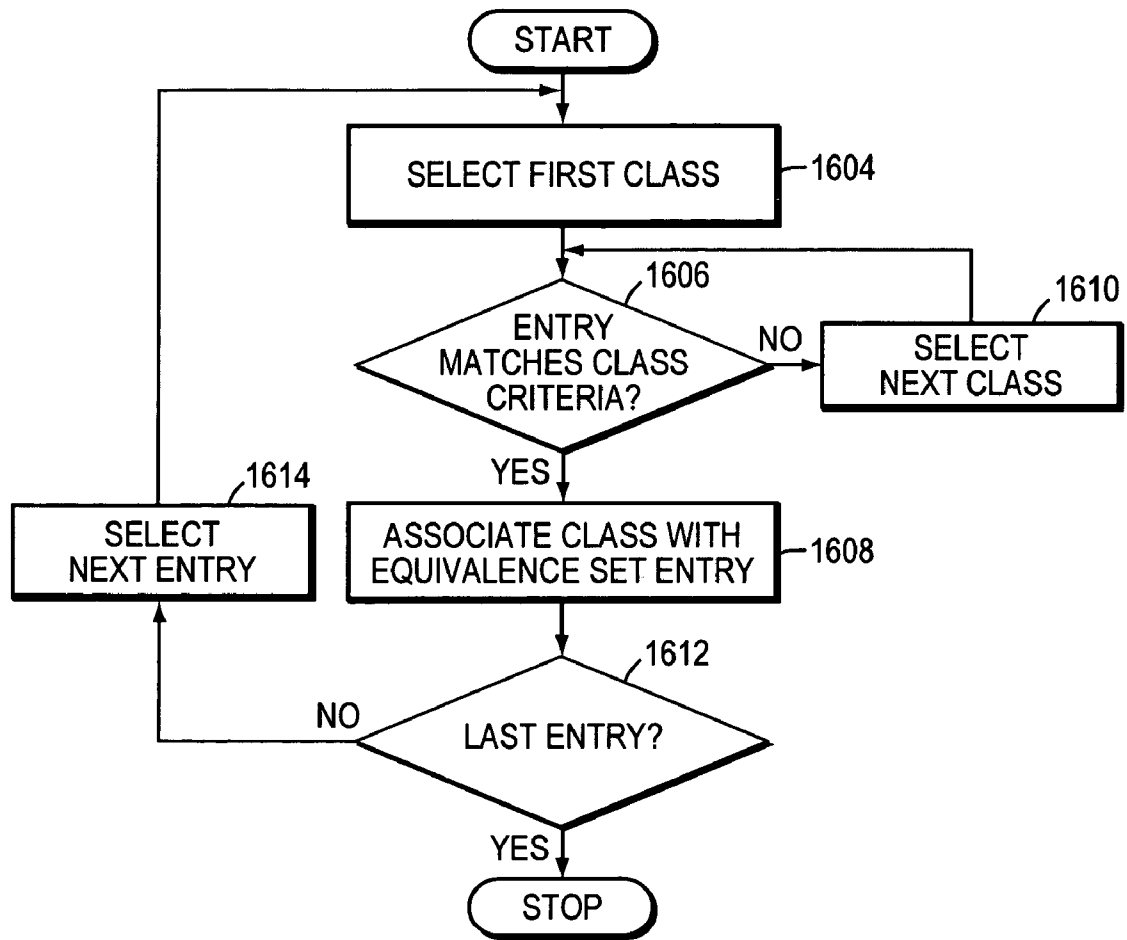 START
SELECT FIRST CLASS
1604
1606
ENTRY
MATCHES CLASS
CRITERIA?
NO
1610
SELECT
NEXT CLASS
YES
1614
SELECT
NEXT ENTRY
ASSOCIATE CLASS WITH
EQUIVALENCE SET ENTRY
1608
1612
NO
LAST ENTRY?
YES
STOP